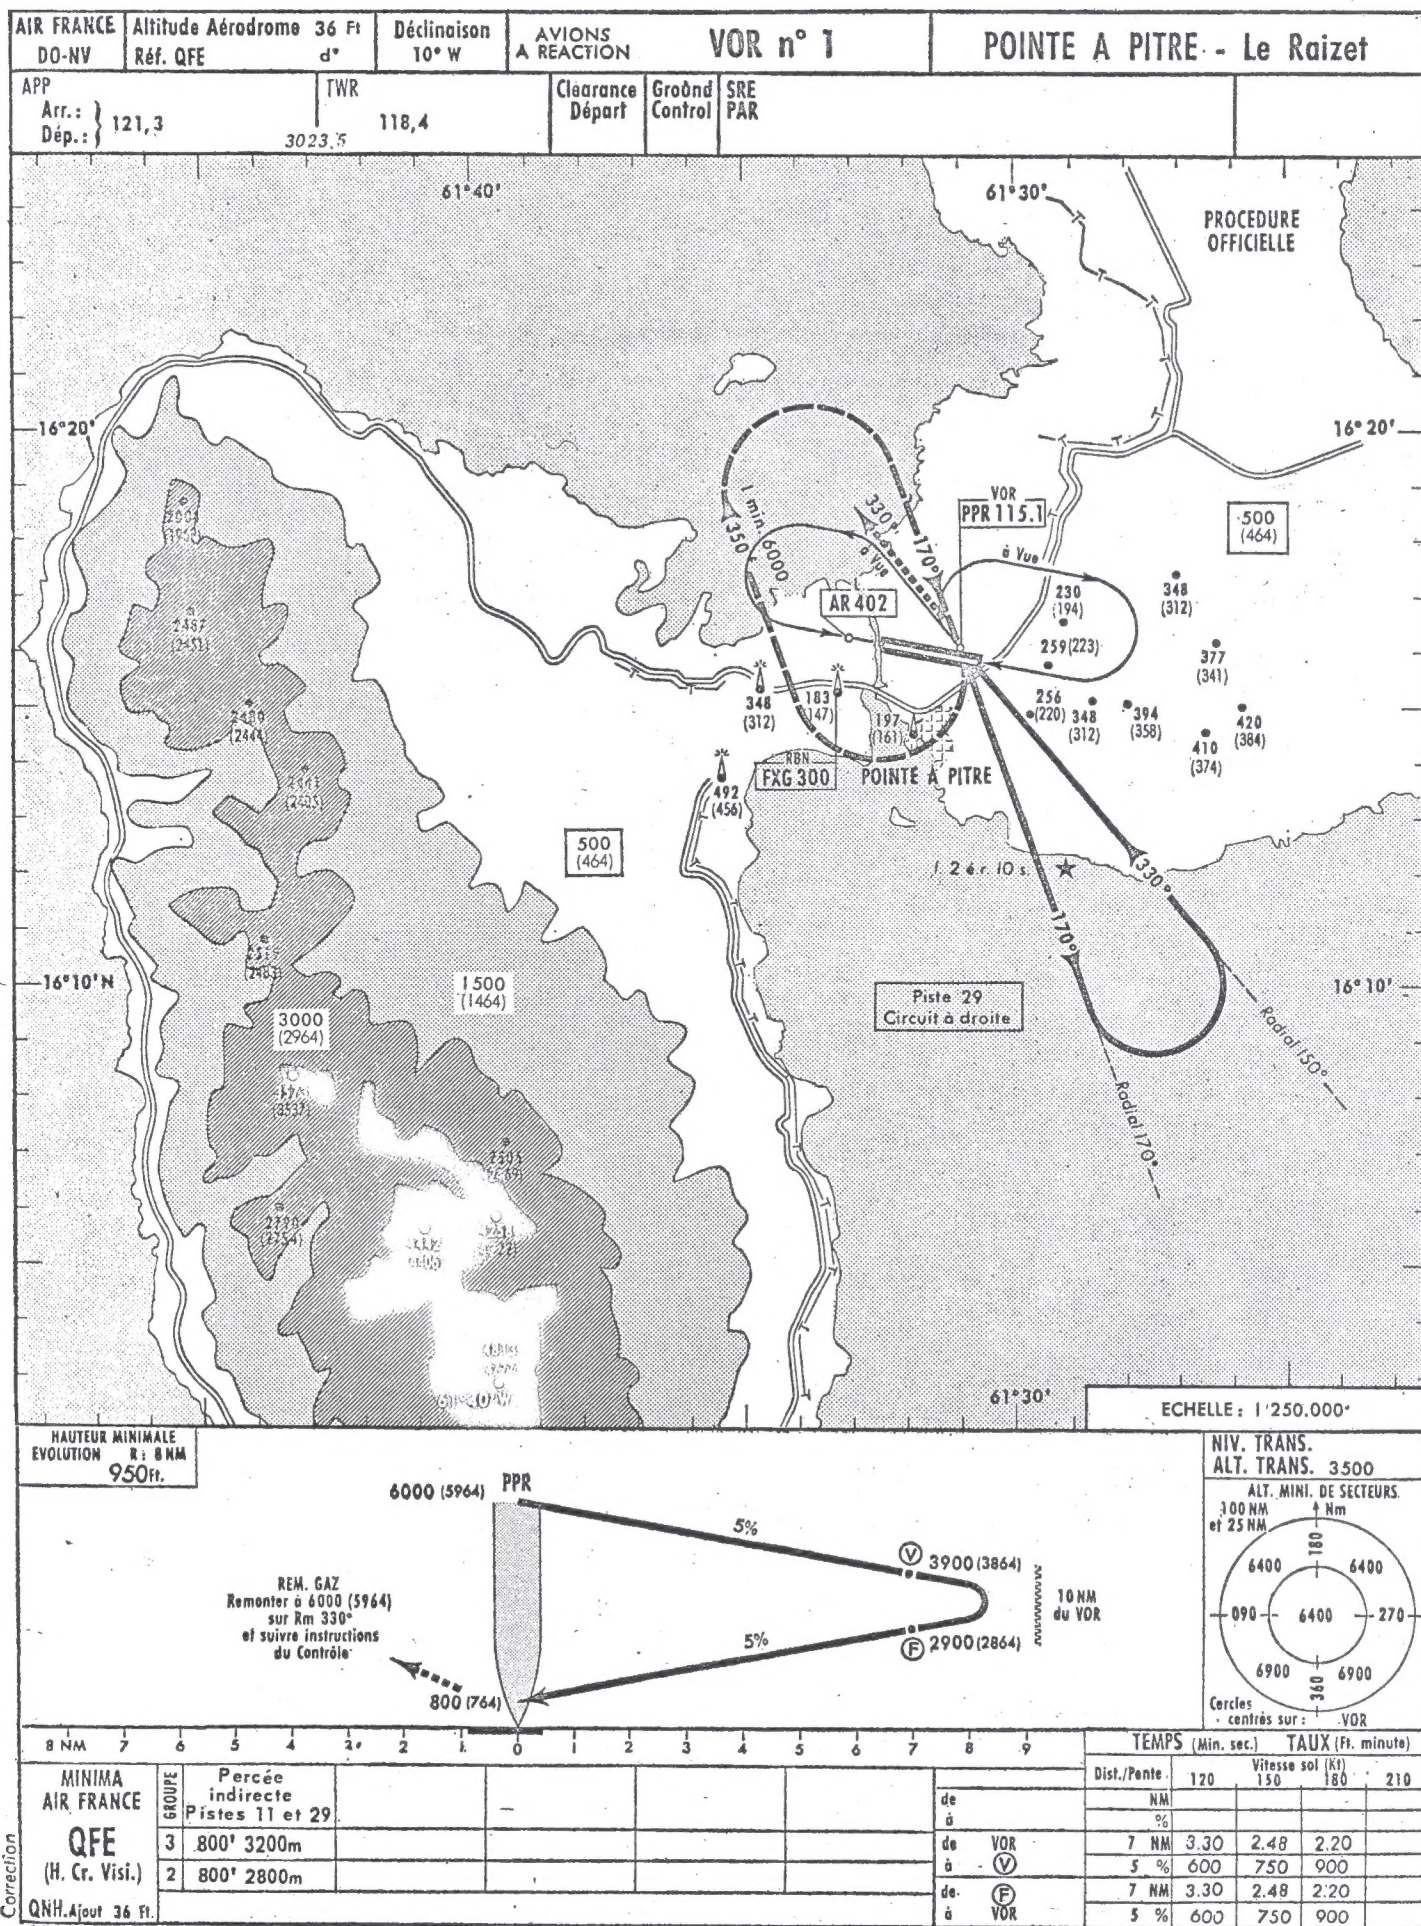 AIR FRANCE
DO-NV
Altitude Aérodrome 36 Ft
Réf. QFE d°
Déclinaison
10° W
AVIONS
A REACTION
VOR n° 1
POINTE A PITRE - Le Raizet
APP
Arr.:
Dép.:
} 121,3
TWR
118,4
3023,5
Cléarance
Départ
Ground
Control
SRE
PAR
61°40'
61°30'
PROCEDURE
OFFICIELLE
16°20'
16°20'
VOR
PPR 115.1
500
(464)
330°
170°
350
1 min. 6000
à Vue
à Vue
AR 402
230
(194)
348
(312)
259 (223)
377
(341)
256
(220)
348
(312)
394
(358)
420
(384)
410
(374)
348
(312)
183
(147)
197
(161)
RBN
FXG 300
POINTE A PITRE
492
(456)
500
(464)
2487
(2451)
2480
(2444)
1. 2 é.r. 10 s.
330°
170°
16°10'N
16°10'
1500
(1464)
3000
(2964)
Piste 29
Circuit à droite
Radial 150°
Radial 170°
2790
(2754)
61°40'W
61°30'
ECHELLE : 1'250.000°
HAUTEUR MINIMALE
EVOLUTION R: 8 NM
950Ft.
NIV. TRANS.
ALT. TRANS. 3500
ALT. MINI. DE SECTEURS
100 NM
et 25 NM
Nm
180
6400
6400
090
6400
270
6900
6900
360
Cercles
centrés sur : VOR
6000 (5964)
PPR
5%
V
3900 (3864)
10 NM
du VOR
5%
F
2900 (2864)
REM. GAZ
Remonter à 6000 (5964)
sur Rm 330°
et suivre instructions
du Contrôle
800 (764)
8 NM 7 6 5 4 3 2 1 0 1 2 3 4 5 6 7 8 9
MINIMA
AIR FRANCE
QFE
(H. Cr. Visi.)
QNH.Ajout 36 Ft.
Correction
GROUPE
Percée
indirecte
Pistes 11 et 29
3 800' 3200m
2 800' 2800m
TEMPS (Min. sec.) TAUX (Ft. minute)
Dist./Pente
Vitesse sol (Kt)
120 150 180 210
de NM
à %
de VOR 7 NM 3.30 2.48 2.20
à V 5 % 600 750 900
de F 7 NM 3.30 2.48 2.20
à VOR 5 % 600 750 900